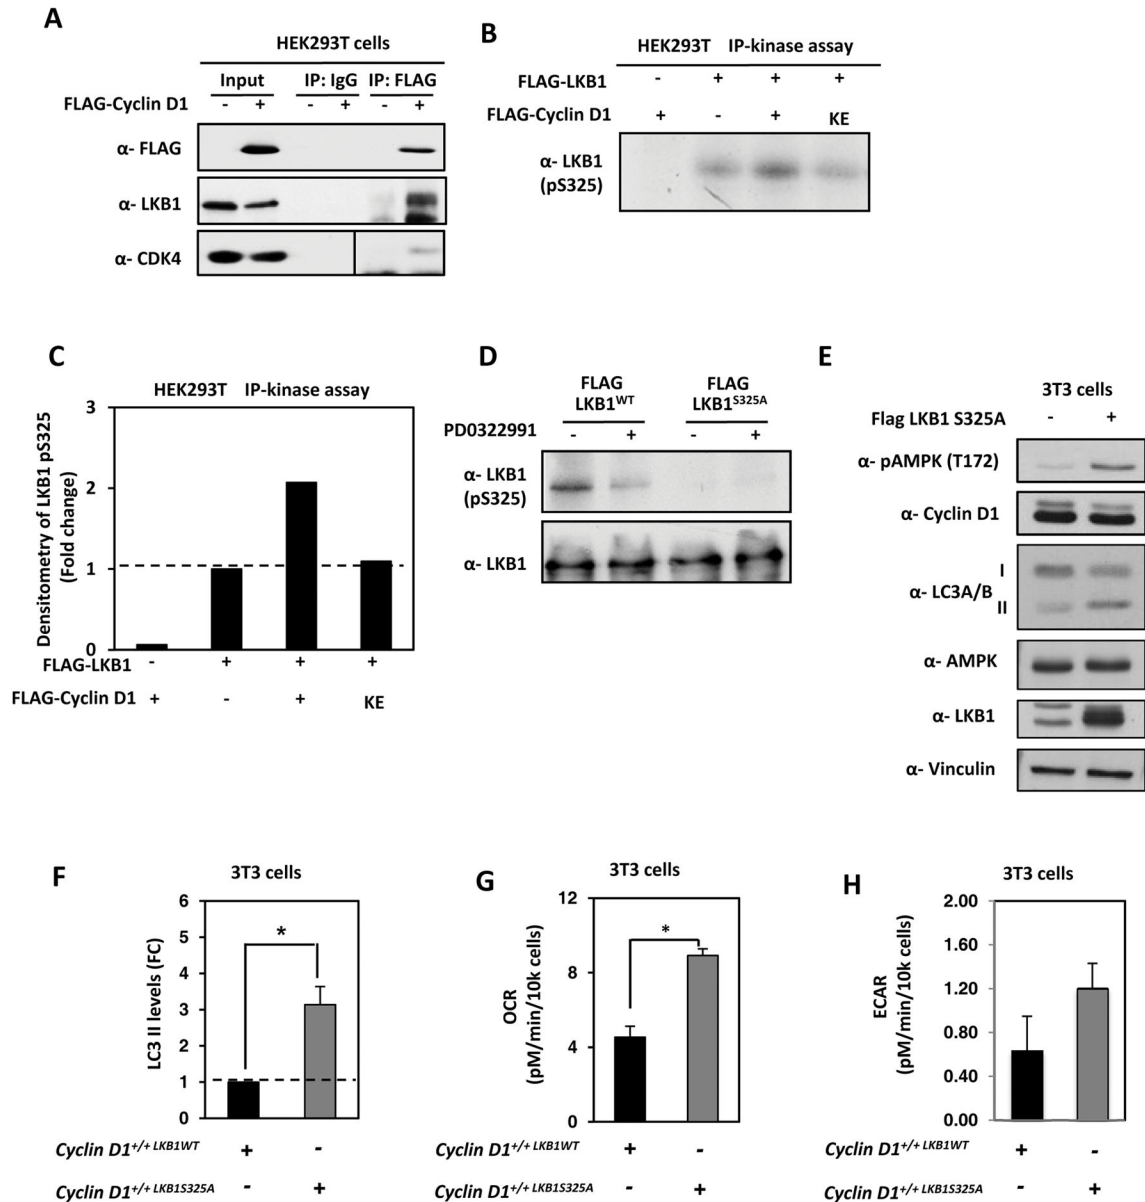 A
HEK293T cells
Input IP: IgG IP: FLAG
FLAG-Cyclin D1 - + - + - +
α- FLAG
α- LKB1
α- CDK4
B
HEK293T IP-kinase assay
FLAG-LKB1 - + + +
FLAG-Cyclin D1 + - + KE
α- LKB1
(pS325)
C
HEK293T IP-kinase assay
Densitometry of LKB1 pS325
(Fold change)
3
2
1
0
FLAG-LKB1 - + + +
FLAG-Cyclin D1 + - + KE
D
FLAG FLAG
LKB1WT LKB1S325A
PD0322991 - + - +
α- LKB1
(pS325)
α- LKB1
E
3T3 cells
Flag LKB1 S325A - +
α- pAMPK (T172)
α- Cyclin D1
α- LC3A/B I
II
α- AMPK
α- LKB1
α- Vinculin
F
3T3 cells
LC3 II levels (FC)
6
5
4
3
2
1
0
*
Cyclin D1+/+ LKB1WT + -
Cyclin D1+/+ LKB1S325A - +
G
3T3 cells
OCR
(pM/min/10k cells)
12
8
4
0
*
Cyclin D1+/+ LKB1WT + -
Cyclin D1+/+ LKB1S325A - +
H
3T3 cells
ECAR
(pM/min/10k cells)
2.00
1.60
1.20
0.80
0.40
0.00
Cyclin D1+/+ LKB1WT + -
Cyclin D1+/+ LKB1S325A - +